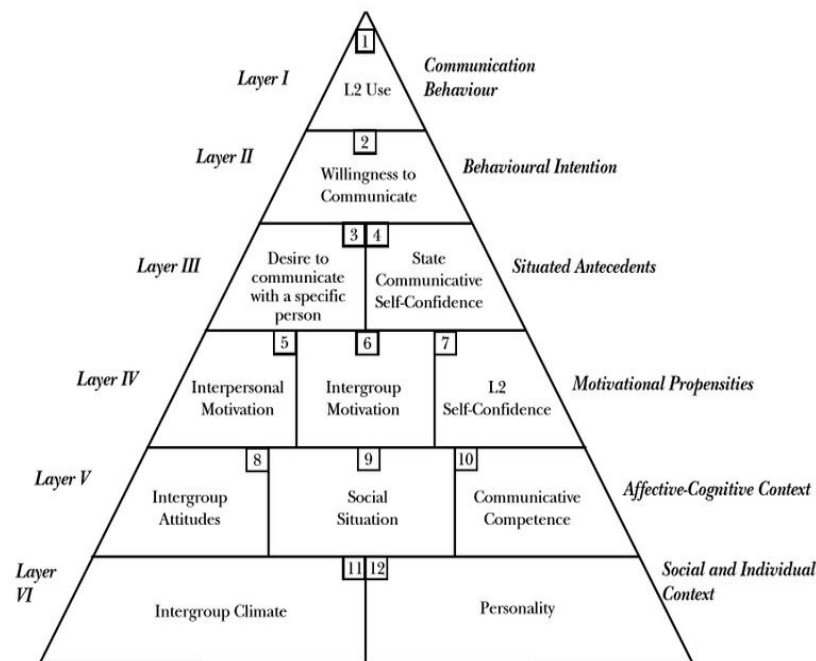 1
Layer I
L2 Use
Communication
Behaviour
2
Layer II
Willingness to
Communicate
Behavioural Intention
3
4
Layer III
Desire to
communicate
with a specific
person
State
Communicative
Self-Confidence
Situated Antecedents
5
6
7
Layer IV
Interpersonal
Motivation
Intergroup
Motivation
L2
Self-Confidence
Motivational Propensities
8
9
10
Layer V
Intergroup
Attitudes
Social
Situation
Communicative
Competence
Affective-Cognitive Context
11
12
Layer
VI
Intergroup Climate
Personality
Social and Individual
Context